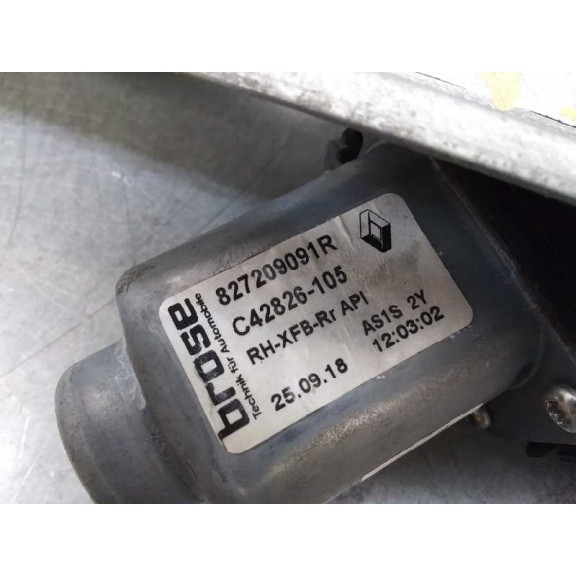 brose
Technik für Automobile
827209091R
C42826-105
RH-XFB-Rr API
25.09.18
AS1S 2Y
12:03:02